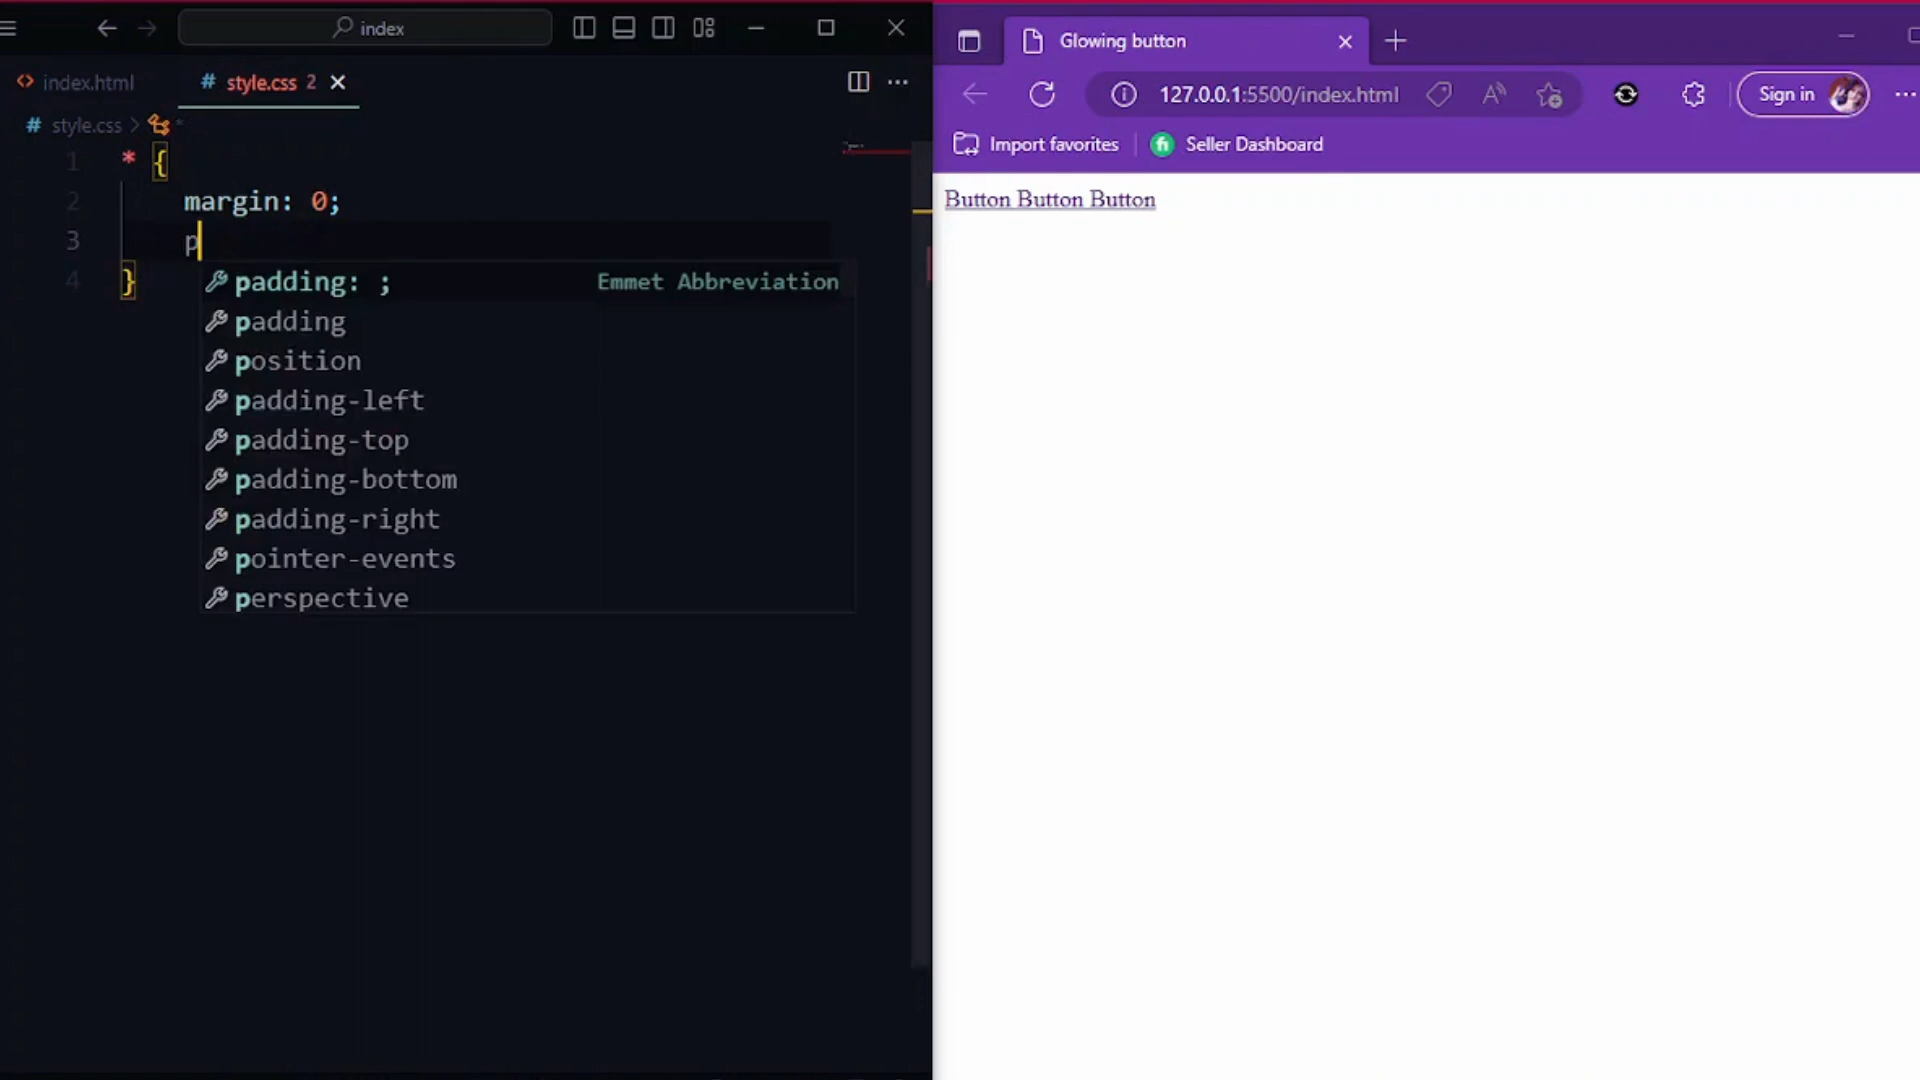 index
index.html
# style.css 2
# style.css > *
1 * {
2 margin: 0;
3 p
4 }
padding: ; Emmet Abbreviation
padding
position
padding-left
padding-top
padding-bottom
padding-right
pointer-events
perspective
Glowing button
127.0.0.1:5500/index.html
Sign in
Import favorites
Seller Dashboard
Button Button Button